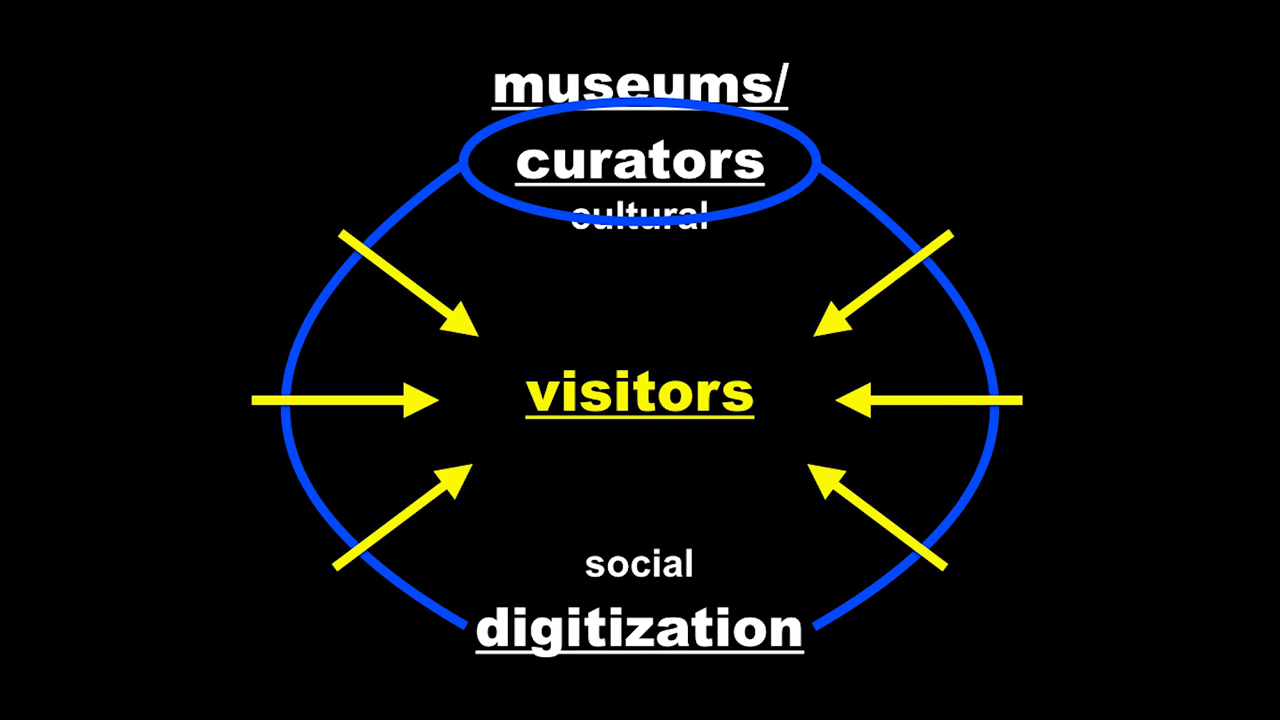 museums/
curators
cultural
visitors
social
digitization